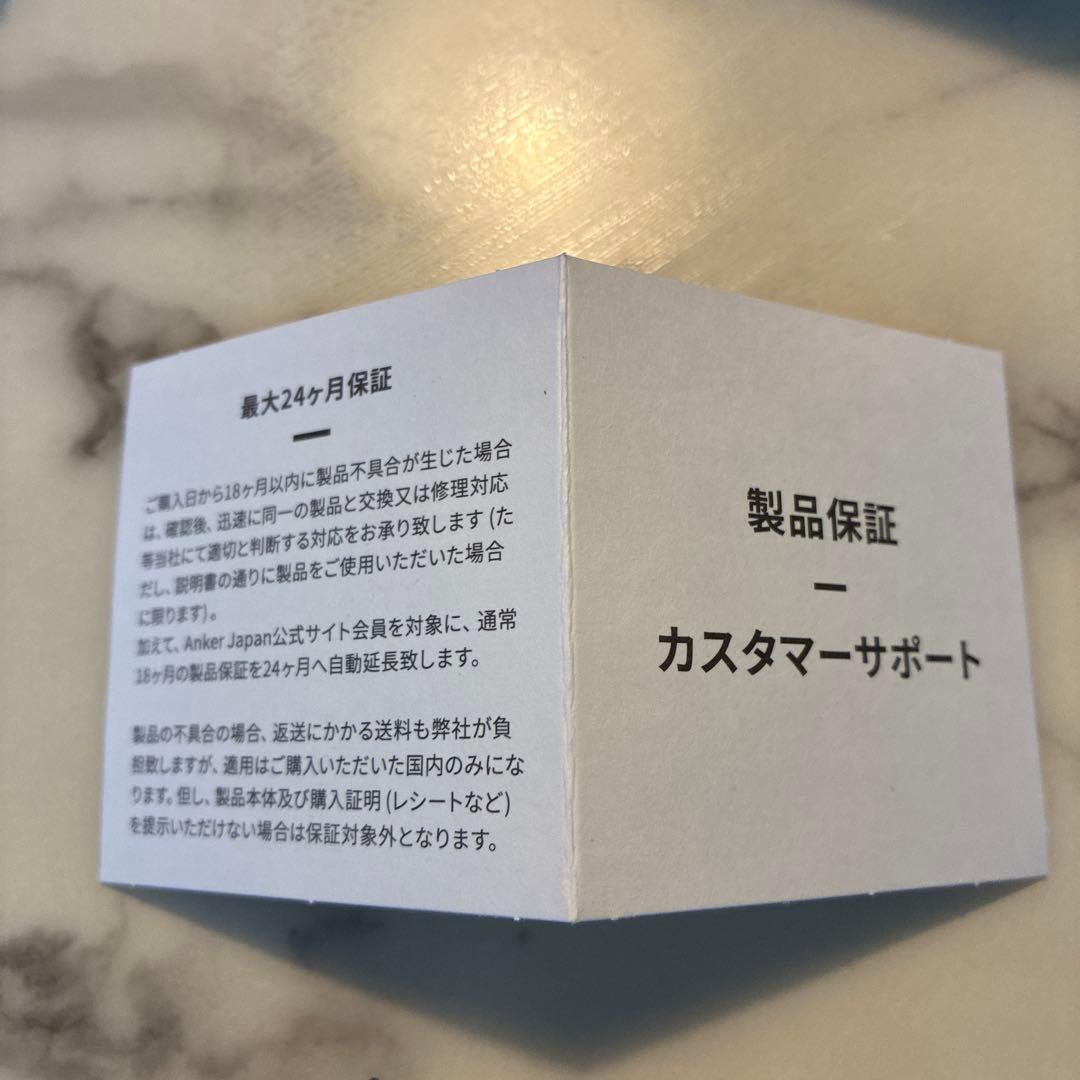 最大24ヶ月保証
ご購入日から18ヶ月以内に製品不具合が生じた場合
は、確認後、迅速に同一の製品と交換又は修理対応
等当社にて適切と判断する対応をお承り致します (た
だし、説明書の通りに製品をご使用いただいた場合
に限ります) 。
加えて、Anker Japan公式サイト会員を対象に、通常
18ヶ月の製品保証を24ヶ月へ自動延長致します。
製品の不具合の場合、返送にかかる送料も弊社が負
担致しますが、適用はご購入いただいた国内のみにな
ります。但し、製品本体及び購入証明 (レシートなど)
を提示いただけない場合は保証対象外となります。
製品保証
カスタマーサポート